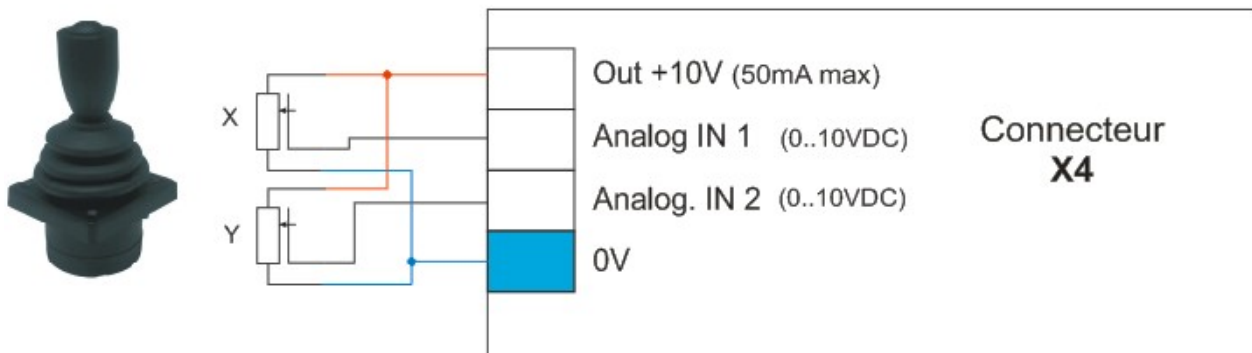 Out +10V (50mA max)
X
Analog IN 1 (0..10VDC)
Connecteur
X4
Analog. IN 2 (0..10VDC)
Y
0V